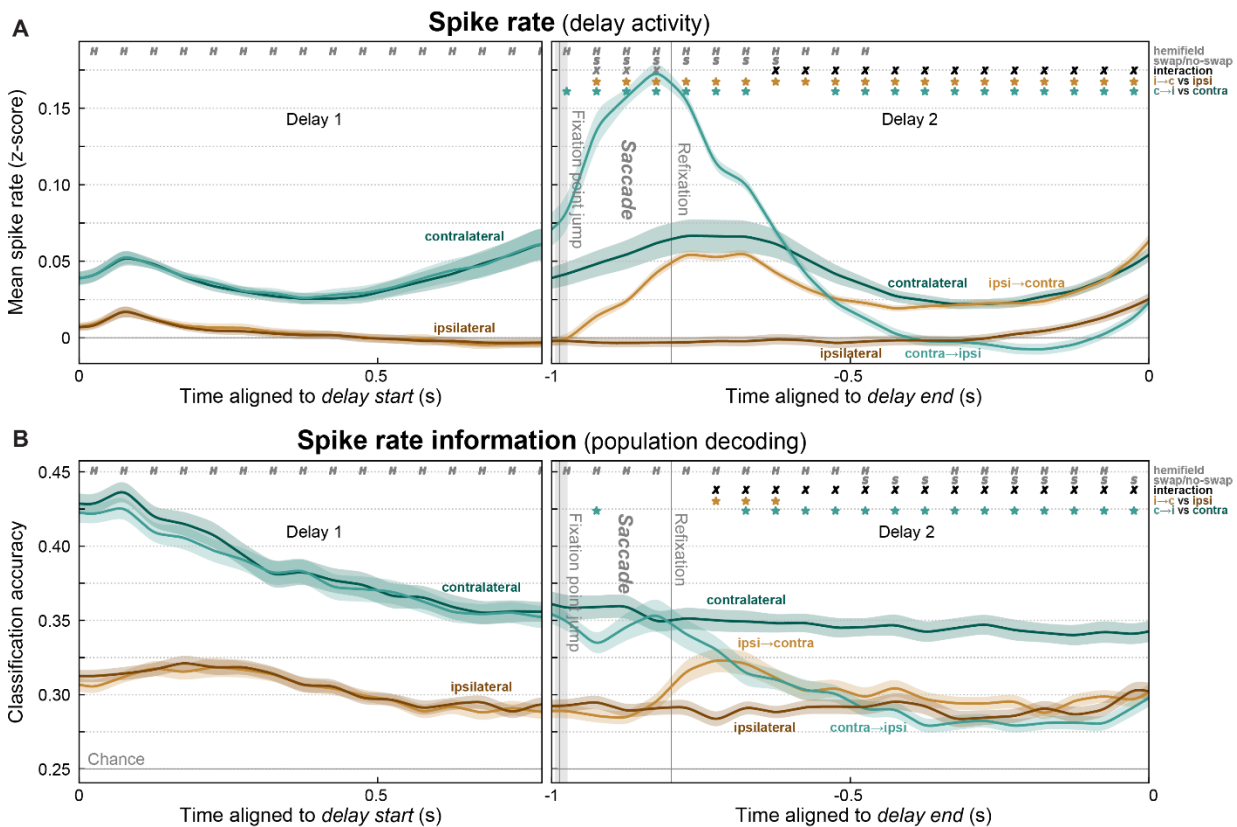 A
Spike rate (delay activity)
H H H H H H H H H H H H H H H H H H H H H H H H H H H hemifield
S S S S S S S swap/no-swap
X X X X X X X X X X X X X X X X interaction
i→c vs ipsi
c→i vs contra
Delay 1
Delay 2
Fixation point jump
Saccade
Refixation
contralateral
ipsilateral
contralateral
ipsi→contra
ipsilateral
contra→ipsi
0.15
0.10
0.05
0
Mean spike rate (z-score)
0
0.5
-1
-0.5
0
Time aligned to delay start (s)
Time aligned to delay end (s)
B
Spike rate information (population decoding)
H H H H H H H H H H H H H H H H H H H H H H H H H H H H H H H H H hemifield
S S S S S S S S S S swap/no-swap
X X X X X X X X X X X X X X X interaction
i→c vs ipsi
c→i vs contra
Delay 1
Delay 2
Fixation point jump
Saccade
Refixation
contralateral
ipsilateral
contralateral
ipsi→contra
ipsilateral
contra→ipsi
0.45
0.40
0.35
0.30
0.25
Classification accuracy
Chance
0
0.5
-1
-0.5
0
Time aligned to delay start (s)
Time aligned to delay end (s)